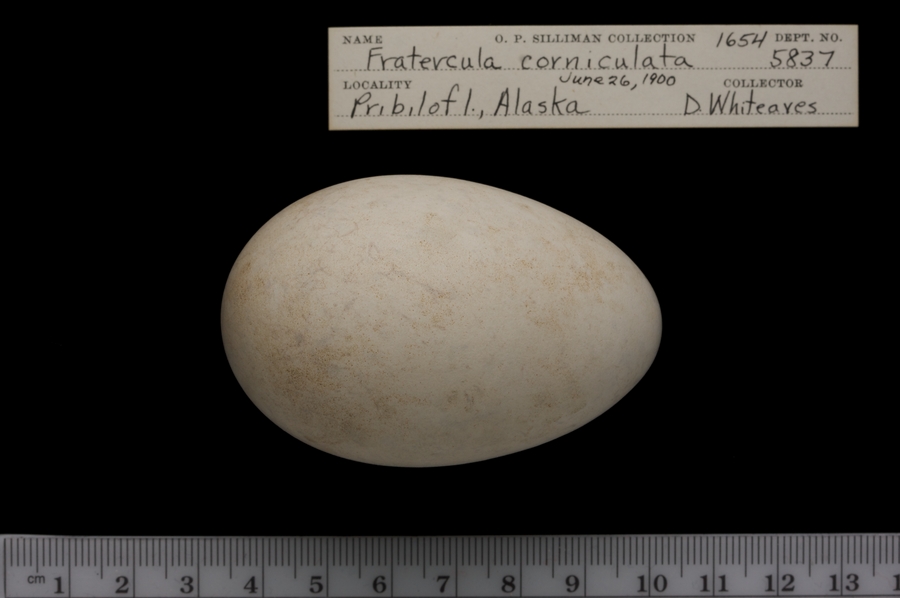 NAME O. P. SILLIMAN COLLECTION 1654 DEPT. NO.
Fratercula corniculata 5837
LOCALITY June 26, 1900 COLLECTOR
Pribilof I., Alaska D. Whiteaves
cm 1 2 3 4 5 6 7 8 9 10 11 12 13 1